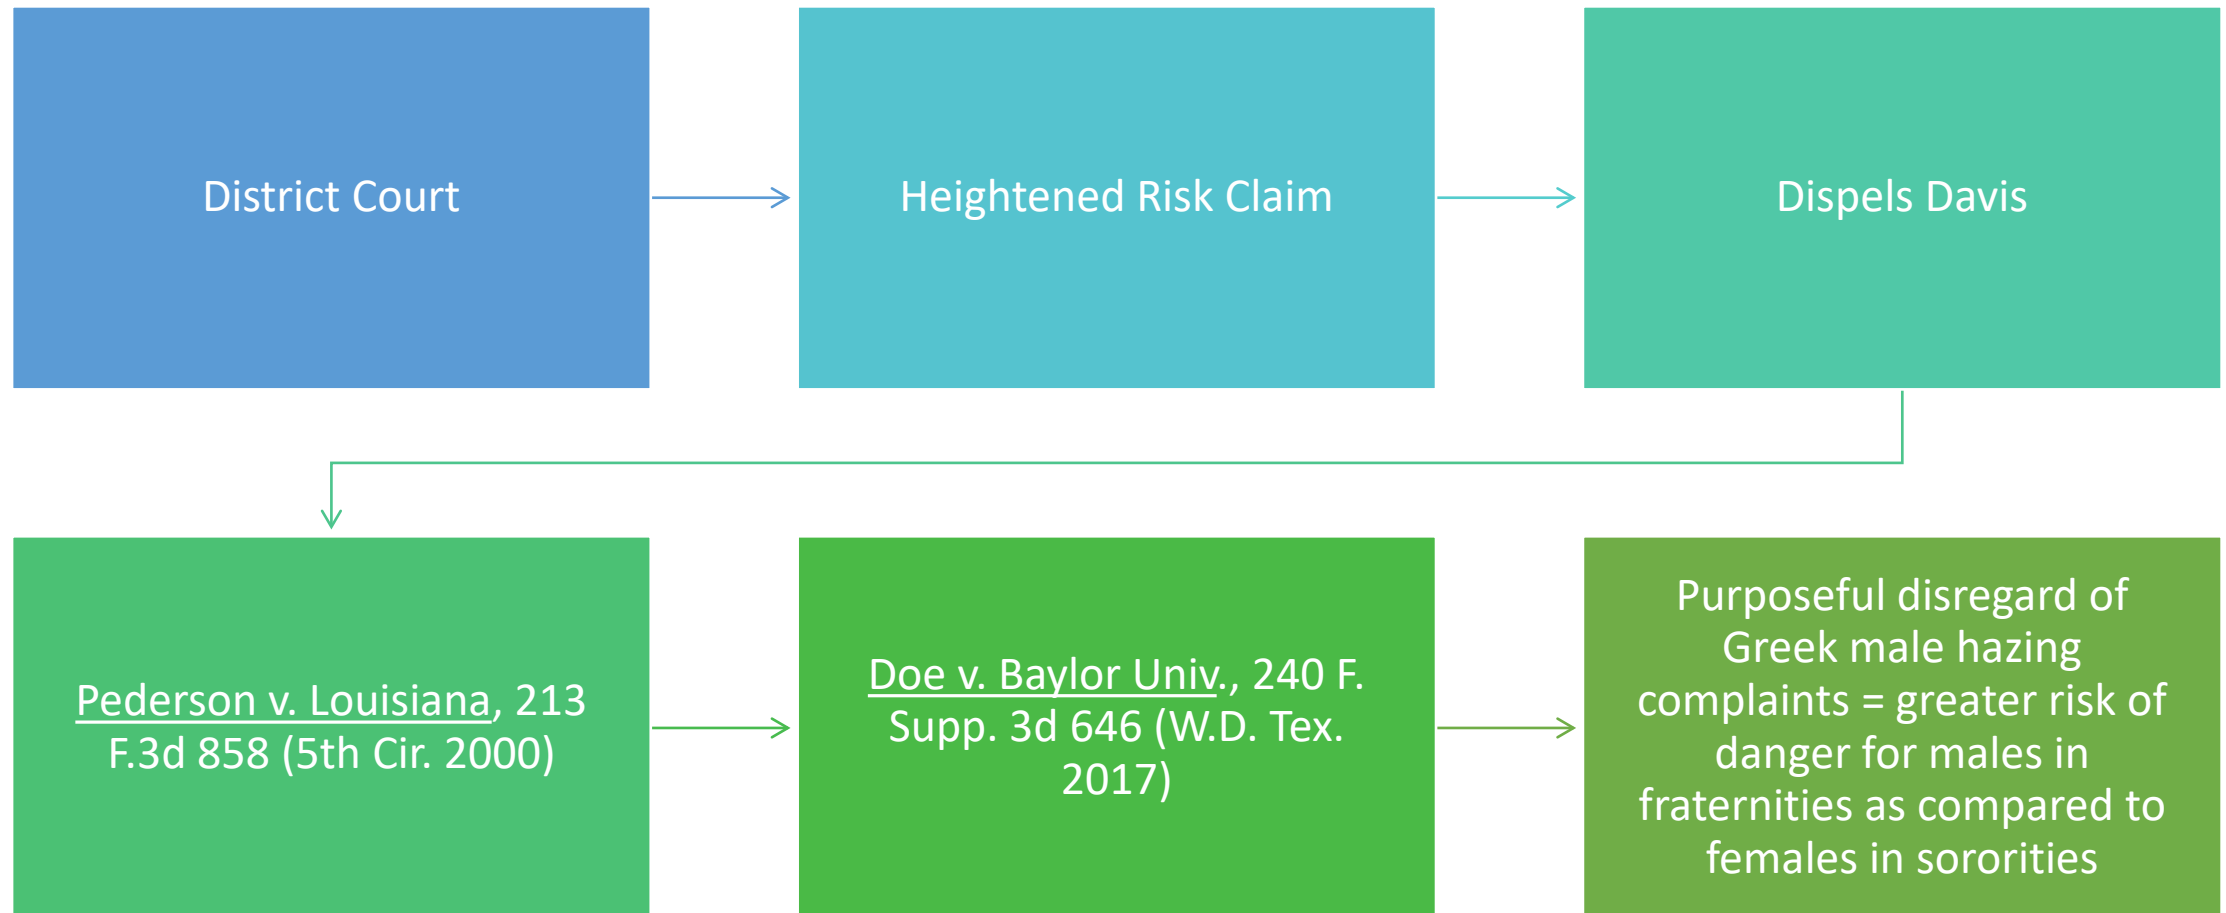 District Court
Heightened Risk Claim
Dispels Davis
Pederson v. Louisiana, 213
F.3d 858 (5th Cir. 2000)
Doe v. Baylor Univ., 240 F.
Supp. 3d 646 (W.D. Tex.
2017)
Purposeful disregard of
Greek male hazing
complaints = greater risk of
danger for males in
fraternities as compared to
females in sororities